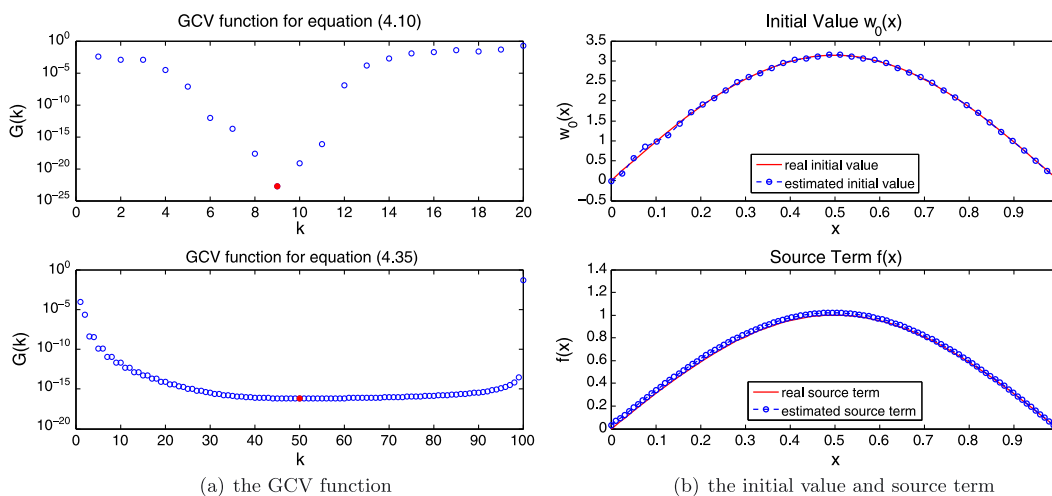 GCV function for equation (4.10)
10^0
10^-5
10^-10
10^-15
10^-20
10^-25
G(k)
0 2 4 6 8 10 12 14 16 18 20
k
GCV function for equation (4.35)
10^0
10^-5
10^-10
10^-15
10^-20
G(k)
0 10 20 30 40 50 60 70 80 90 100
k
(a) the GCV function
Initial Value w_0(x)
3.5
3
2.5
2
1.5
1
0.5
0
−0.5
w_0(x)
real initial value
estimated initial value
0 0.1 0.2 0.3 0.4 0.5 0.6 0.7 0.8 0.9
x
Source Term f(x)
1.4
1.2
1
0.8
0.6
0.4
0.2
0
f(x)
real source term
estimated source term
0 0.1 0.2 0.3 0.4 0.5 0.6 0.7 0.8 0.9
x
(b) the initial value and source term